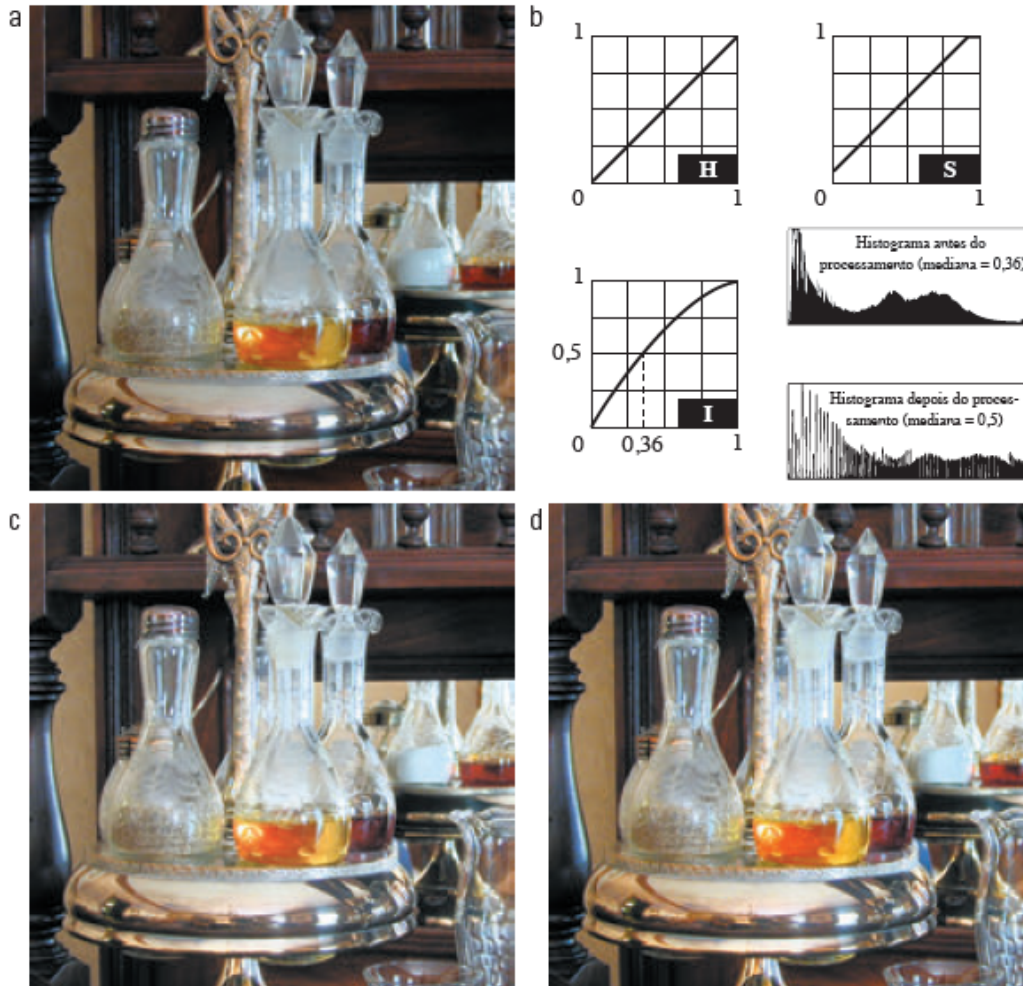 a
b
1
H
0
1
1
S
0
1
Histograma antes do
processamento (mediana = 0,36)
1
0,5
I
0
0,36
1
Histograma depois do proces-
samento (mediana = 0,5)
c
d